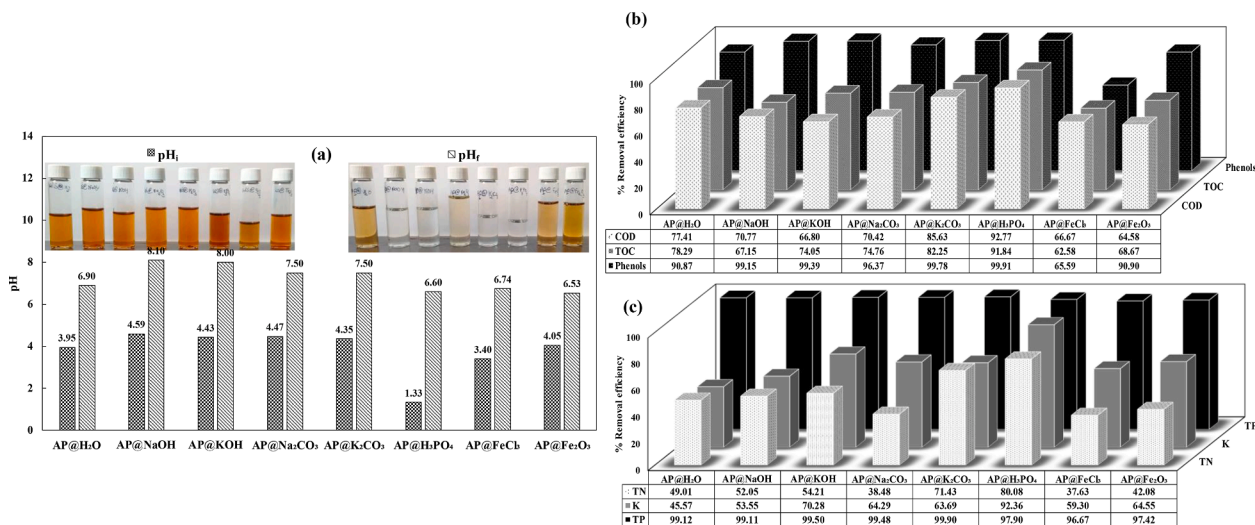 (a)
pHi
pHf
pH
14
12
10
8
6
4
2
0
3.95
6.90
4.59
8.10
4.43
8.00
4.47
7.50
4.35
7.50
1.33
6.60
3.40
6.74
4.05
6.53
AP@H₂O AP@NaOH AP@KOH AP@Na₂CO₃ AP@K₂CO₃ AP@H₃PO₄ AP@FeCl₃ AP@Fe₂O₃
(b)
% Removal efficiency
100
80
60
40
20
0
Phenols
TOC
COD
AP@H₂O AP@NaOH AP@KOH AP@Na₂CO₃ AP@K₂CO₃ AP@H₃PO₄ AP@FeCl₃ AP@Fe₂O₃
COD 77.41 70.77 66.80 70.42 85.63 92.77 66.67 64.58
TOC 78.29 67.15 74.05 74.76 82.25 91.84 62.58 68.67
Phenols 90.87 99.15 99.39 96.37 99.78 99.91 65.59 90.90
(c)
% Removal efficiency
100
80
60
40
20
0
TP
K
TN
AP@H₂O AP@NaOH AP@KOH AP@Na₂CO₃ AP@K₂CO₃ AP@H₃PO₄ AP@FeCl₃ AP@Fe₂O₃
TN 49.01 52.05 54.21 38.48 71.43 80.08 37.63 42.08
K 45.57 53.55 70.28 64.29 63.69 92.36 59.30 64.55
TP 99.12 99.11 99.50 99.48 99.90 97.90 96.67 97.42